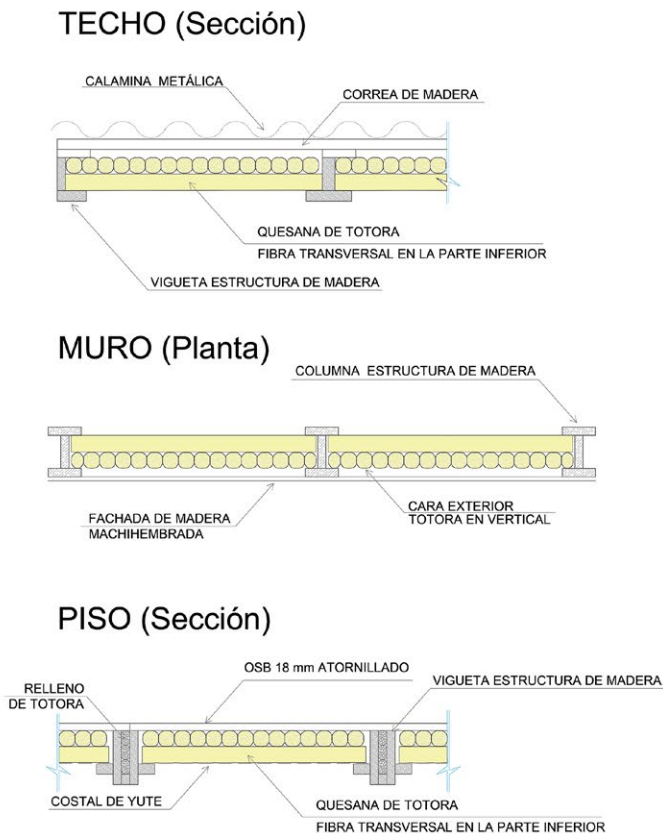 TECHO (Sección)
CALAMINA METÁLICA
CORREA DE MADERA
QUESANA DE TOTORA
FIBRA TRANSVERSAL EN LA PARTE INFERIOR
VIGUETA ESTRUCTURA DE MADERA
MURO (Planta)
COLUMNA ESTRUCTURA DE MADERA
FACHADA DE MADERA
MACHIHEMBRADA
CARA EXTERIOR
TOTORA EN VERTICAL
PISO (Sección)
OSB 18 mm ATORNILLADO
RELLENO
DE TOTORA
VIGUETA ESTRUCTURA DE MADERA
COSTAL DE YUTE
QUESANA DE TOTORA
FIBRA TRANSVERSAL EN LA PARTE INFERIOR